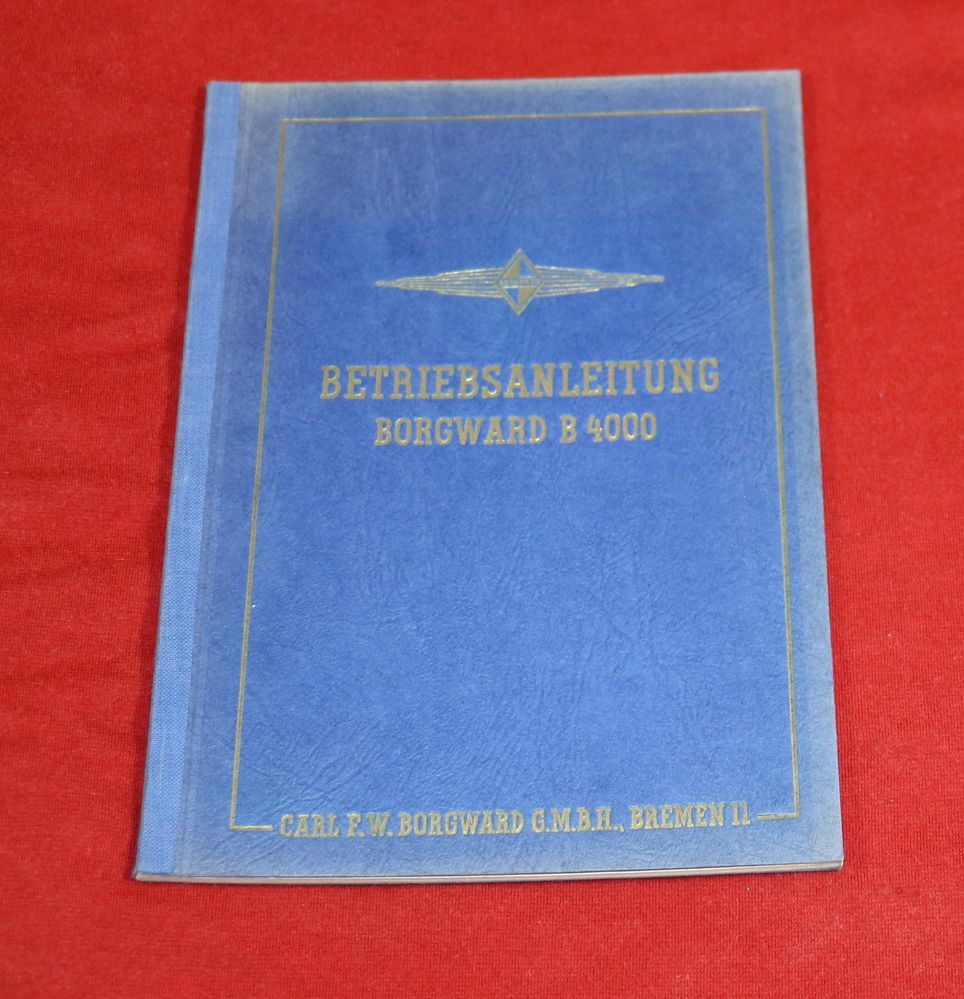 BETRIEBSANLEITUNG
BORGWARD B 4000
CARL F.W. BORGWARD G.M.B.H., BREMEN 11